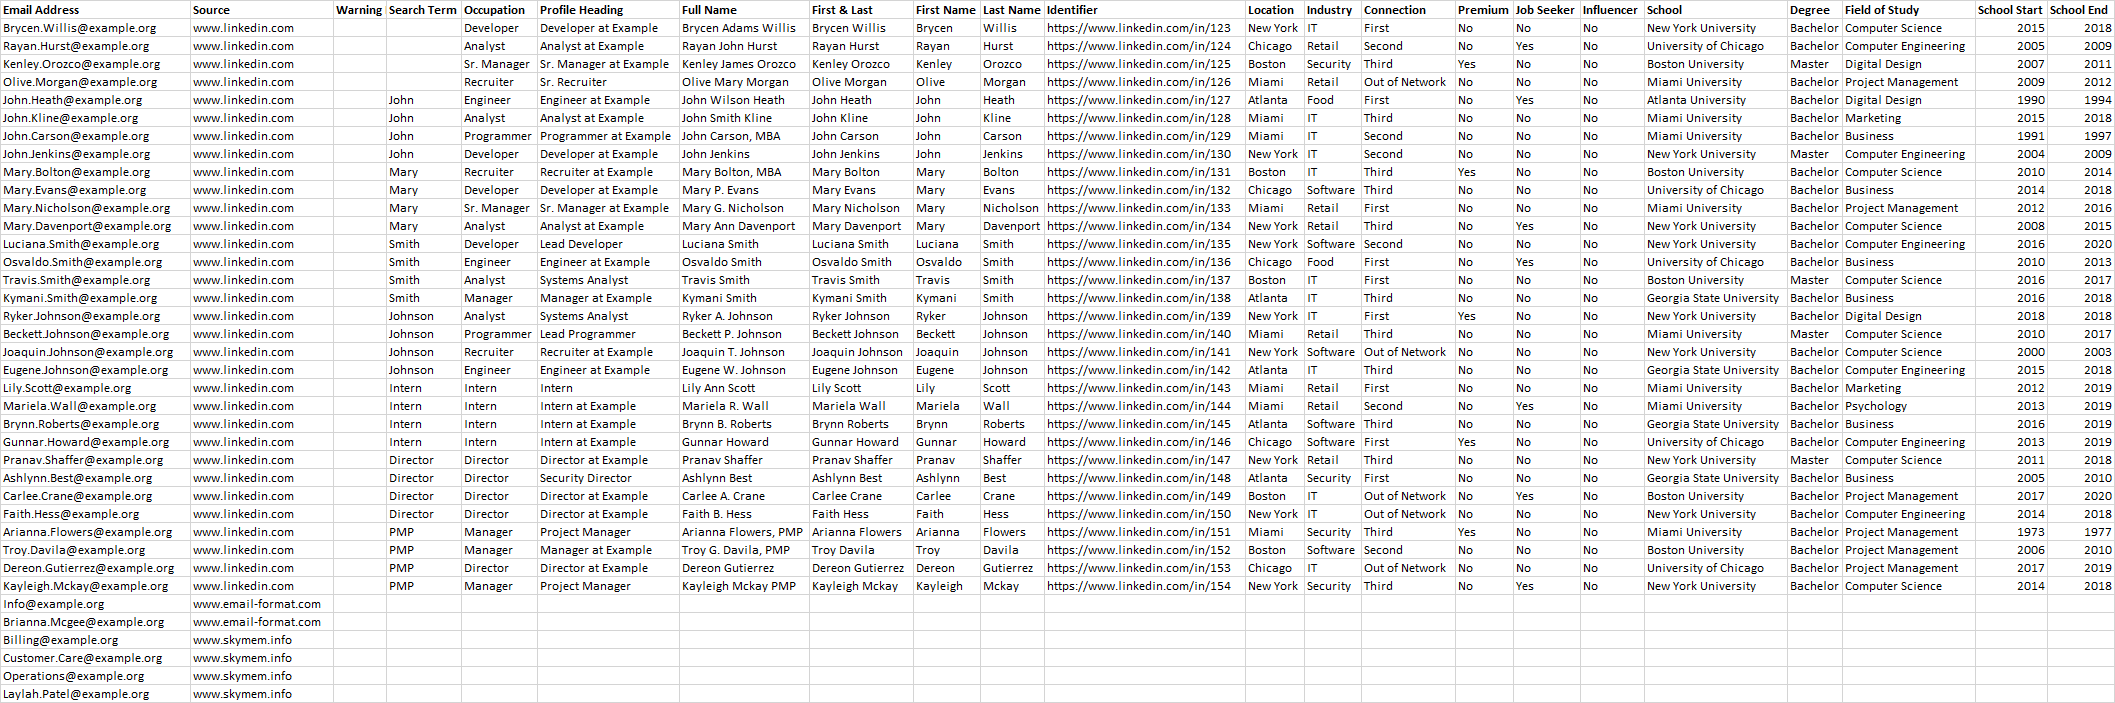 Email Address Source Warning Search Term Occupation Profile Heading Full Name First & Last First Name Last Name Identifier Location Industry Connection Premium Job Seeker Influencer School Degree Field of Study School Start School End
Brycen.Willis@example.org www.linkedin.com Developer Developer at Example Brycen Adams Willis Brycen Willis Brycen Willis https://www.linkedin.com/in/123 New York IT First No No No New York University Bachelor Computer Science 2015 2018
Rayan.Hurst@example.org www.linkedin.com Analyst Analyst at Example Rayan John Hurst Rayan Hurst Rayan Hurst https://www.linkedin.com/in/124 Chicago Retail Second No Yes No University of Chicago Bachelor Computer Engineering 2005 2009
Kenley.Orozco@example.org www.linkedin.com Sr. Manager Sr. Manager at Example Kenley James Orozco Kenley Orozco Kenley Orozco https://www.linkedin.com/in/125 Boston Security Third Yes No No Boston University Master Digital Design 2007 2011
Olive.Morgan@example.org www.linkedin.com Recruiter Sr. Recruiter Olive Mary Morgan Olive Morgan Olive Morgan https://www.linkedin.com/in/126 Miami Retail Out of Network No No No Miami University Bachelor Project Management 2009 2012
John.Heath@example.org www.linkedin.com John Engineer Engineer at Example John Wilson Heath John Heath John Heath https://www.linkedin.com/in/127 Atlanta Food First No Yes No Atlanta University Bachelor Digital Design 1990 1994
John.Kline@example.org www.linkedin.com John Analyst Analyst at Example John Smith Kline John Kline John Kline https://www.linkedin.com/in/128 Miami IT Third No No No Miami University Bachelor Marketing 2015 2018
John.Carson@example.org www.linkedin.com John Programmer Programmer at Example John Carson, MBA John Carson John Carson https://www.linkedin.com/in/129 Miami IT Second No No No Miami University Bachelor Business 1991 1997
John.Jenkins@example.org www.linkedin.com John Developer Developer at Example John Jenkins John Jenkins John Jenkins https://www.linkedin.com/in/130 New York IT Second No No No New York University Master Computer Engineering 2004 2009
Mary.Bolton@example.org www.linkedin.com Mary Recruiter Recruiter at Example Mary Bolton, MBA Mary Bolton Mary Bolton https://www.linkedin.com/in/131 Boston IT Third Yes No No Boston University Bachelor Computer Science 2010 2014
Mary.Evans@example.org www.linkedin.com Mary Developer Developer at Example Mary P. Evans Mary Evans Mary Evans https://www.linkedin.com/in/132 Chicago Software Third No No No University of Chicago Bachelor Business 2014 2018
Mary.Nicholson@example.org www.linkedin.com Mary Sr. Manager Sr. Manager at Example Mary G. Nicholson Mary Nicholson Mary Nicholson https://www.linkedin.com/in/133 Miami Retail First No No No Miami University Bachelor Project Management 2012 2016
Mary.Davenport@example.org www.linkedin.com Mary Analyst Analyst at Example Mary Ann Davenport Mary Davenport Mary Davenport https://www.linkedin.com/in/134 New York Retail Third No Yes No New York University Bachelor Computer Science 2008 2015
Luciana.Smith@example.org www.linkedin.com Smith Developer Lead Developer Luciana Smith Luciana Smith Luciana Smith https://www.linkedin.com/in/135 New York Software Second No No No New York University Bachelor Computer Engineering 2016 2020
Osvaldo.Smith@example.org www.linkedin.com Smith Engineer Engineer at Example Osvaldo Smith Osvaldo Smith Osvaldo Smith https://www.linkedin.com/in/136 Chicago Food First No Yes No University of Chicago Bachelor Business 2010 2013
Travis.Smith@example.org www.linkedin.com Smith Analyst Systems Analyst Travis Smith Travis Smith Travis Smith https://www.linkedin.com/in/137 Boston IT First No No No Boston University Master Computer Science 2016 2017
Kymani.Smith@example.org www.linkedin.com Smith Manager Manager at Example Kymani Smith Kymani Smith Kymani Smith https://www.linkedin.com/in/138 Atlanta IT Third No No No Georgia State University Bachelor Business 2016 2018
Ryker.Johnson@example.org www.linkedin.com Johnson Analyst Systems Analyst Ryker A. Johnson Ryker Johnson Ryker Johnson https://www.linkedin.com/in/139 New York IT First Yes No No New York University Bachelor Digital Design 2018 2018
Beckett.Johnson@example.org www.linkedin.com Johnson Programmer Lead Programmer Beckett P. Johnson Beckett Johnson Beckett Johnson https://www.linkedin.com/in/140 Miami Retail Third No No No Miami University Master Computer Science 2010 2017
Joaquin.Johnson@example.org www.linkedin.com Johnson Recruiter Recruiter at Example Joaquin T. Johnson Joaquin Johnson Joaquin Johnson https://www.linkedin.com/in/141 New York Software Out of Network No No No New York University Bachelor Computer Science 2000 2003
Eugene.Johnson@example.org www.linkedin.com Johnson Engineer Engineer at Example Eugene W. Johnson Eugene Johnson Eugene Johnson https://www.linkedin.com/in/142 Atlanta IT Third No No No Georgia State University Bachelor Computer Engineering 2015 2018
Lily.Scott@example.org www.linkedin.com Intern Intern Intern Lily Ann Scott Lily Scott Lily Scott https://www.linkedin.com/in/143 Miami Retail First No No No Miami University Bachelor Marketing 2012 2019
Mariela.Wall@example.org www.linkedin.com Intern Intern Intern at Example Mariela R. Wall Mariela Wall Mariela Wall https://www.linkedin.com/in/144 Miami Retail Second No Yes No Miami University Bachelor Psychology 2013 2019
Brynn.Roberts@example.org www.linkedin.com Intern Intern Intern at Example Brynn B. Roberts Brynn Roberts Brynn Roberts https://www.linkedin.com/in/145 Atlanta Software Third No No No Georgia State University Bachelor Business 2016 2019
Gunnar.Howard@example.org www.linkedin.com Intern Intern Intern at Example Gunnar Howard Gunnar Howard Gunnar Howard https://www.linkedin.com/in/146 Chicago Software First Yes No No University of Chicago Bachelor Computer Engineering 2013 2019
Pranav.Shaffer@example.org www.linkedin.com Director Director Director at Example Pranav Shaffer Pranav Shaffer Pranav Shaffer https://www.linkedin.com/in/147 New York Retail Third No No No New York University Master Computer Science 2011 2018
Ashlynn.Best@example.org www.linkedin.com Director Director Security Director Ashlynn Best Ashlynn Best Ashlynn Best https://www.linkedin.com/in/148 Atlanta Security First No No No Georgia State University Bachelor Business 2005 2010
Carlee.Crane@example.org www.linkedin.com Director Director Director at Example Carlee A. Crane Carlee Crane Carlee Crane https://www.linkedin.com/in/149 Boston IT Out of Network No Yes No Boston University Bachelor Project Management 2017 2020
Faith.Hess@example.org www.linkedin.com Director Director Director at Example Faith B. Hess Faith Hess Faith Hess https://www.linkedin.com/in/150 New York IT Out of Network No No No New York University Bachelor Computer Engineering 2014 2018
Arianna.Flowers@example.org www.linkedin.com PMP Manager Project Manager Arianna Flowers, PMP Arianna Flowers Arianna Flowers https://www.linkedin.com/in/151 Miami Security Third Yes No No Miami University Bachelor Project Management 1973 1977
Troy.Davila@example.org www.linkedin.com PMP Manager Manager at Example Troy G. Davila, PMP Troy Davila Troy Davila https://www.linkedin.com/in/152 Boston Software Second No No No Boston University Bachelor Project Management 2006 2010
Dereon.Gutierrez@example.org www.linkedin.com PMP Director Director at Example Dereon Gutierrez Dereon Gutierrez Dereon Gutierrez https://www.linkedin.com/in/153 Chicago IT Out of Network No No No University of Chicago Bachelor Project Management 2017 2019
Kayleigh.Mckay@example.org www.linkedin.com PMP Manager Project Manager Kayleigh Mckay PMP Kayleigh Mckay Kayleigh Mckay https://www.linkedin.com/in/154 New York Security Third No Yes No New York University Bachelor Computer Science 2014 2018
Info@example.org www.email-format.com
Brianna.Mcgee@example.org www.email-format.com
Billing@example.org www.skymem.info
Customer.Care@example.org www.skymem.info
Operations@example.org www.skymem.info
Laylah.Patel@example.org www.skymem.info